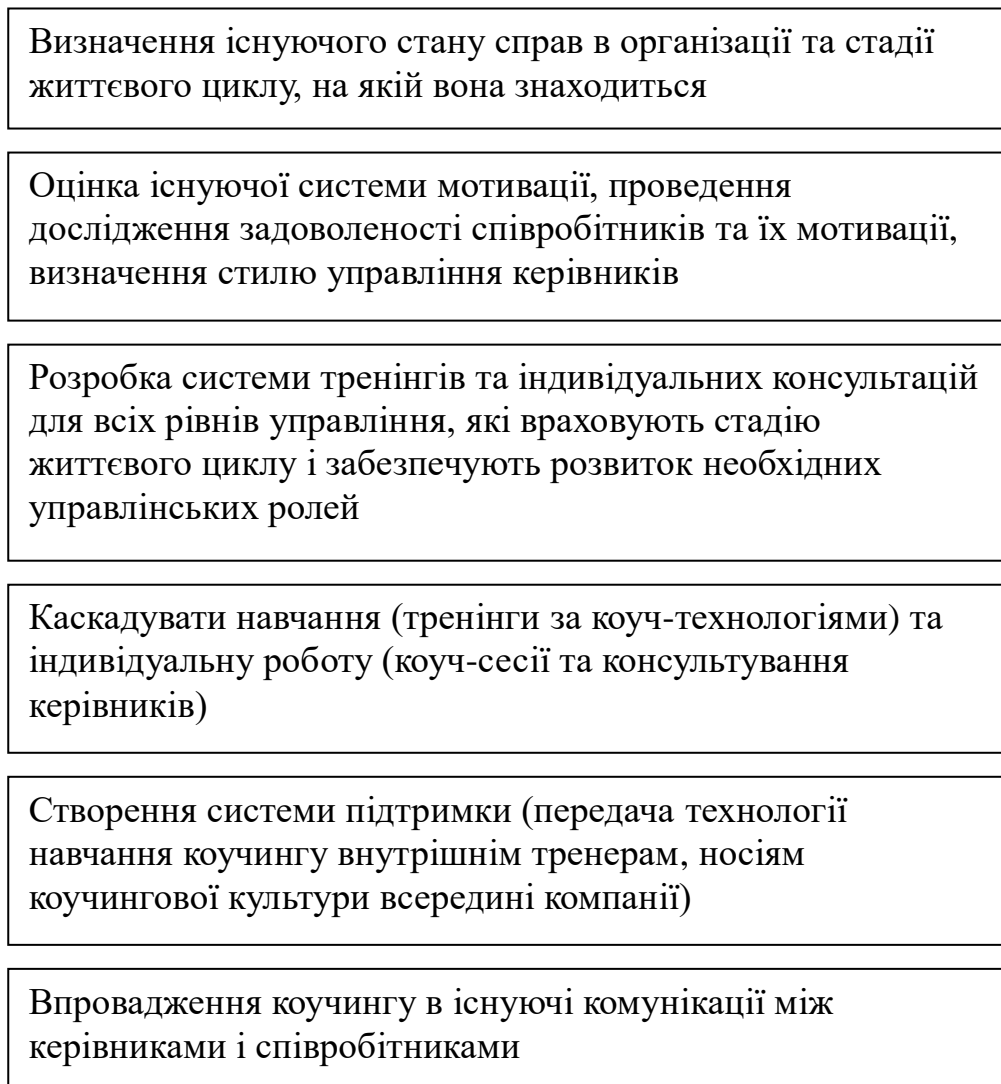 Визначення існуючого стану справ в організації та стадії
життєвого циклу, на якій вона знаходиться
Оцінка існуючої системи мотивації, проведення
дослідження задоволеності співробітників та їх мотивації,
визначення стилю управління керівників
Розробка системи тренінгів та індивідуальних консультацій
для всіх рівнів управління, які враховують стадію
життєвого циклу і забезпечують розвиток необхідних
управлінських ролей
Каскадувати навчання (тренінги за коуч-технологіями) та
індивідуальну роботу (коуч-сесії та консультування
керівників)
Створення системи підтримки (передача технології
навчання коучингу внутрішнім тренерам, носіям
коучингової культури всередині компанії)
Впровадження коучингу в існуючі комунікації між
керівниками і співробітниками